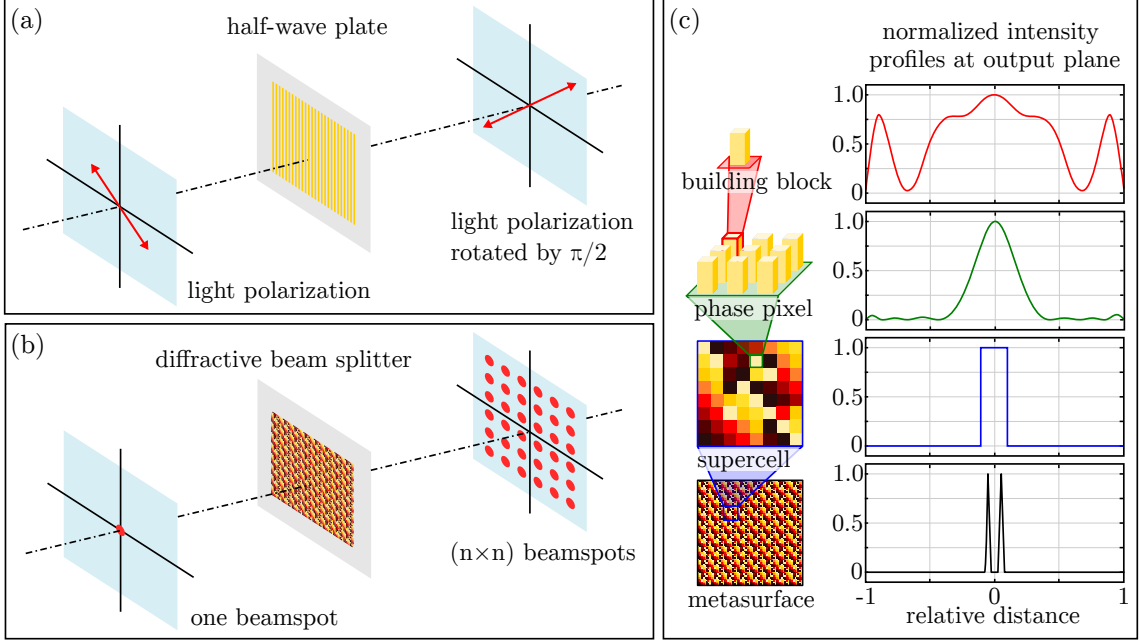 (a)
half-wave plate
light polarization
rotated by π/2
light polarization
(b)
diffractive beam splitter
(n×n) beamspots
one beamspot
(c)
normalized intensity
profiles at output plane
building block
phase pixel
supercell
metasurface
1.0
0.5
0
1.0
0.5
0
1.0
0.5
0
1.0
0.5
0
-1 0 1
relative distance